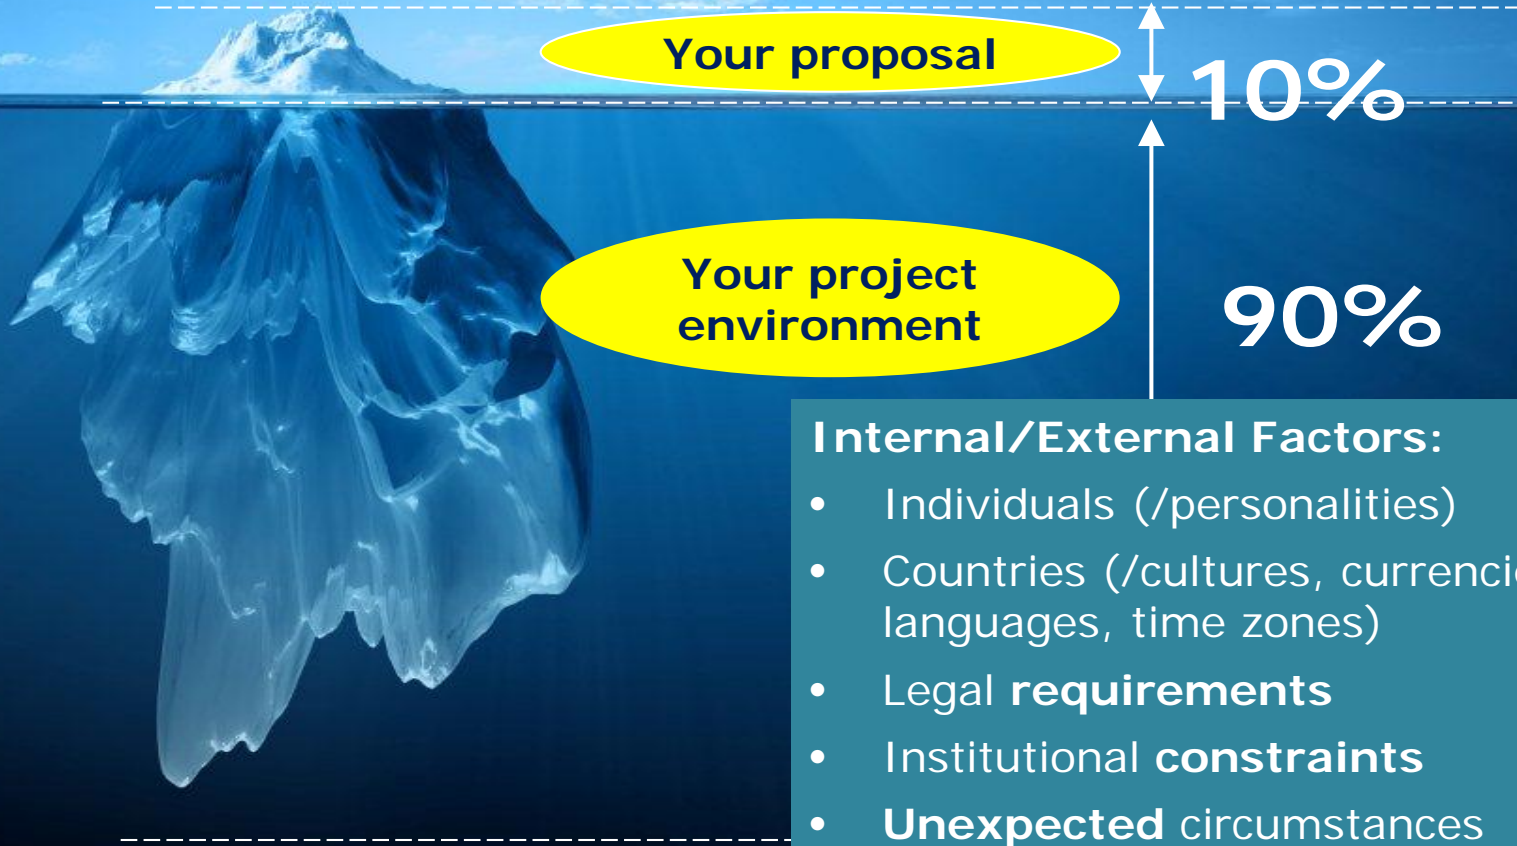 Your proposal
10%
Your project
environment
90%
Internal/External Factors:
• Individuals (/personalities)
• Countries (/cultures,
languages, time zones)
• Legal requirements
• Institutional constraints
• Unexpected circumstances